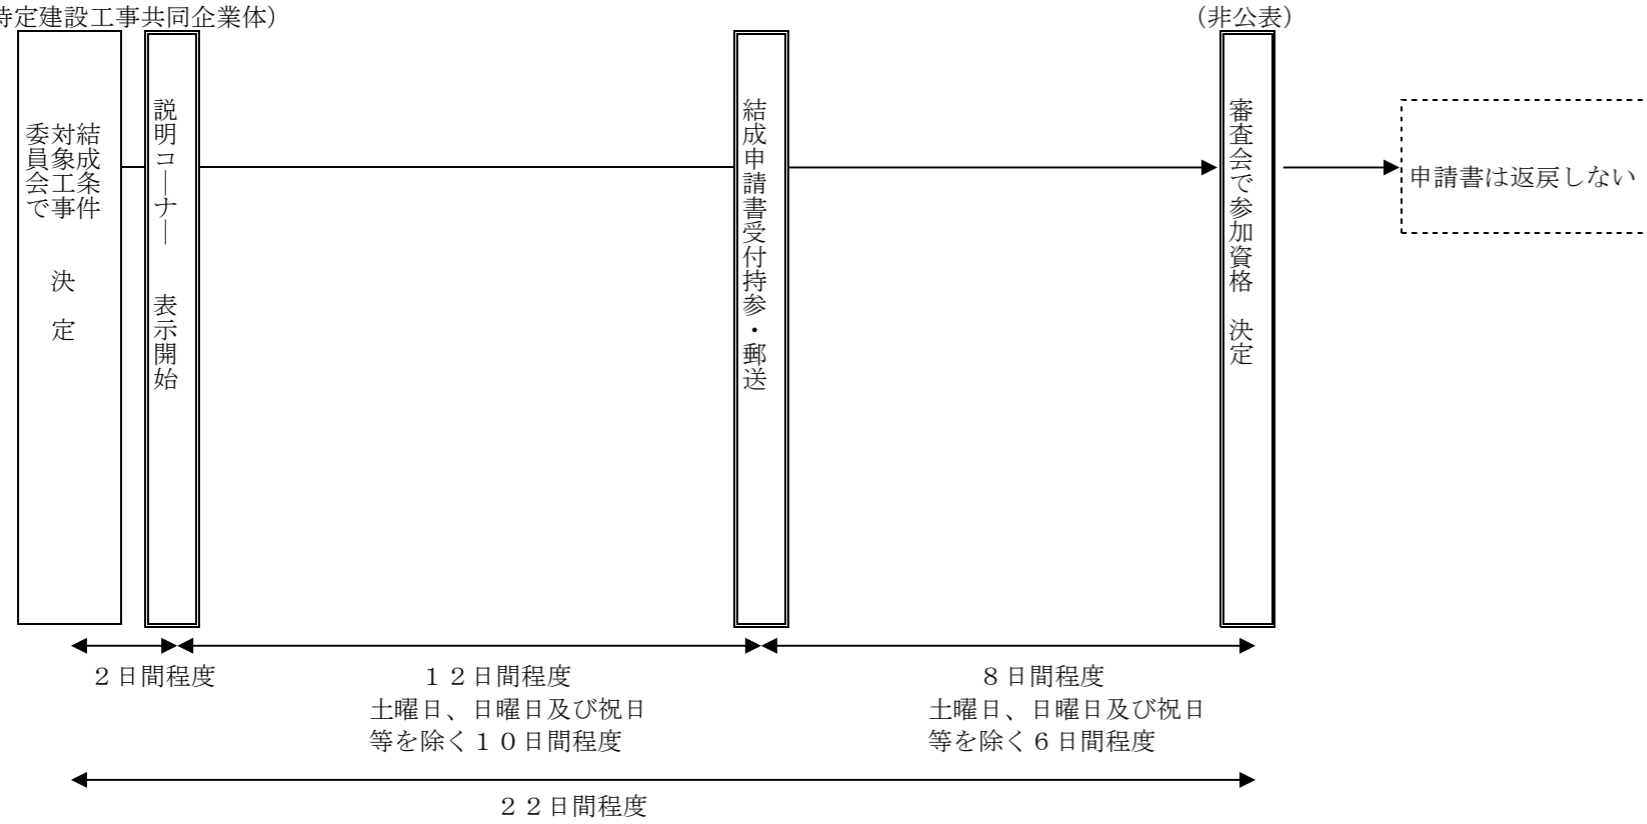 特定建設工事共同企業体）
（非公表）
結成条件
対象工事
委員会で
決定
説明コーナー　表示開始
結成申請書受付持参・郵送
審査会で参加資格　決定
申請書は返戻しない
２日間程度
１２日間程度
土曜日、日曜日及び祝日
等を除く１０日間程度
８日間程度
土曜日、日曜日及び祝日
等を除く６日間程度
２２日間程度